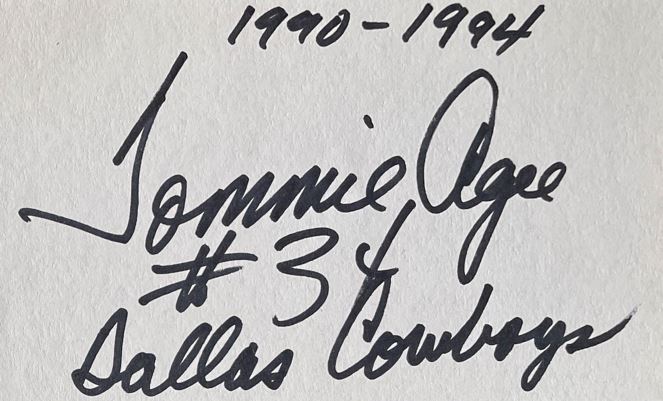 1990-1994
Tommie Agee
# 34
Dallas Cowboys